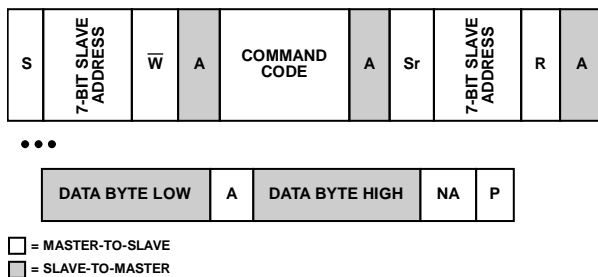 S 7-BIT SLAVE ADDRESS W̅ A COMMAND CODE A Sr 7-BIT SLAVE ADDRESS R A
•••
DATA BYTE LOW A DATA BYTE HIGH NA P
= MASTER-TO-SLAVE
= SLAVE-TO-MASTER